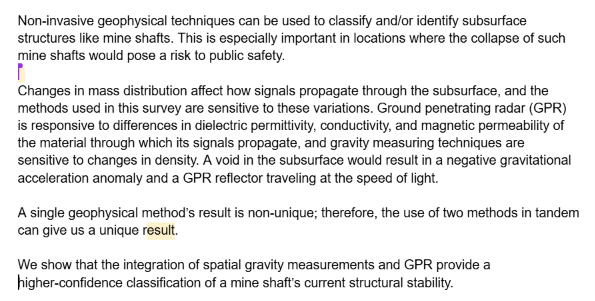 Non-invasive geophysical techniques can be used to classify and/or identify subsurface
structures like mine shafts. This is especially important in locations where the collapse of such
mine shafts would pose a risk to public safety.
Changes in mass distribution affect how signals propagate through the subsurface, and the
methods used in this survey are sensitive to these variations. Ground penetrating radar (GPR)
is responsive to differences in dielectric permittivity, conductivity, and magnetic permeability of
the material through which its signals propagate, and gravity measuring techniques are
sensitive to changes in density. A void in the subsurface would result in a negative gravitational
acceleration anomaly and a GPR reflector traveling at the speed of light.
A single geophysical method's result is non-unique; therefore, the use of two methods in tandem
can give us a unique result.
We show that the integration of spatial gravity measurements and GPR provide a
higher-confidence classification of a mine shaft's current structural stability.